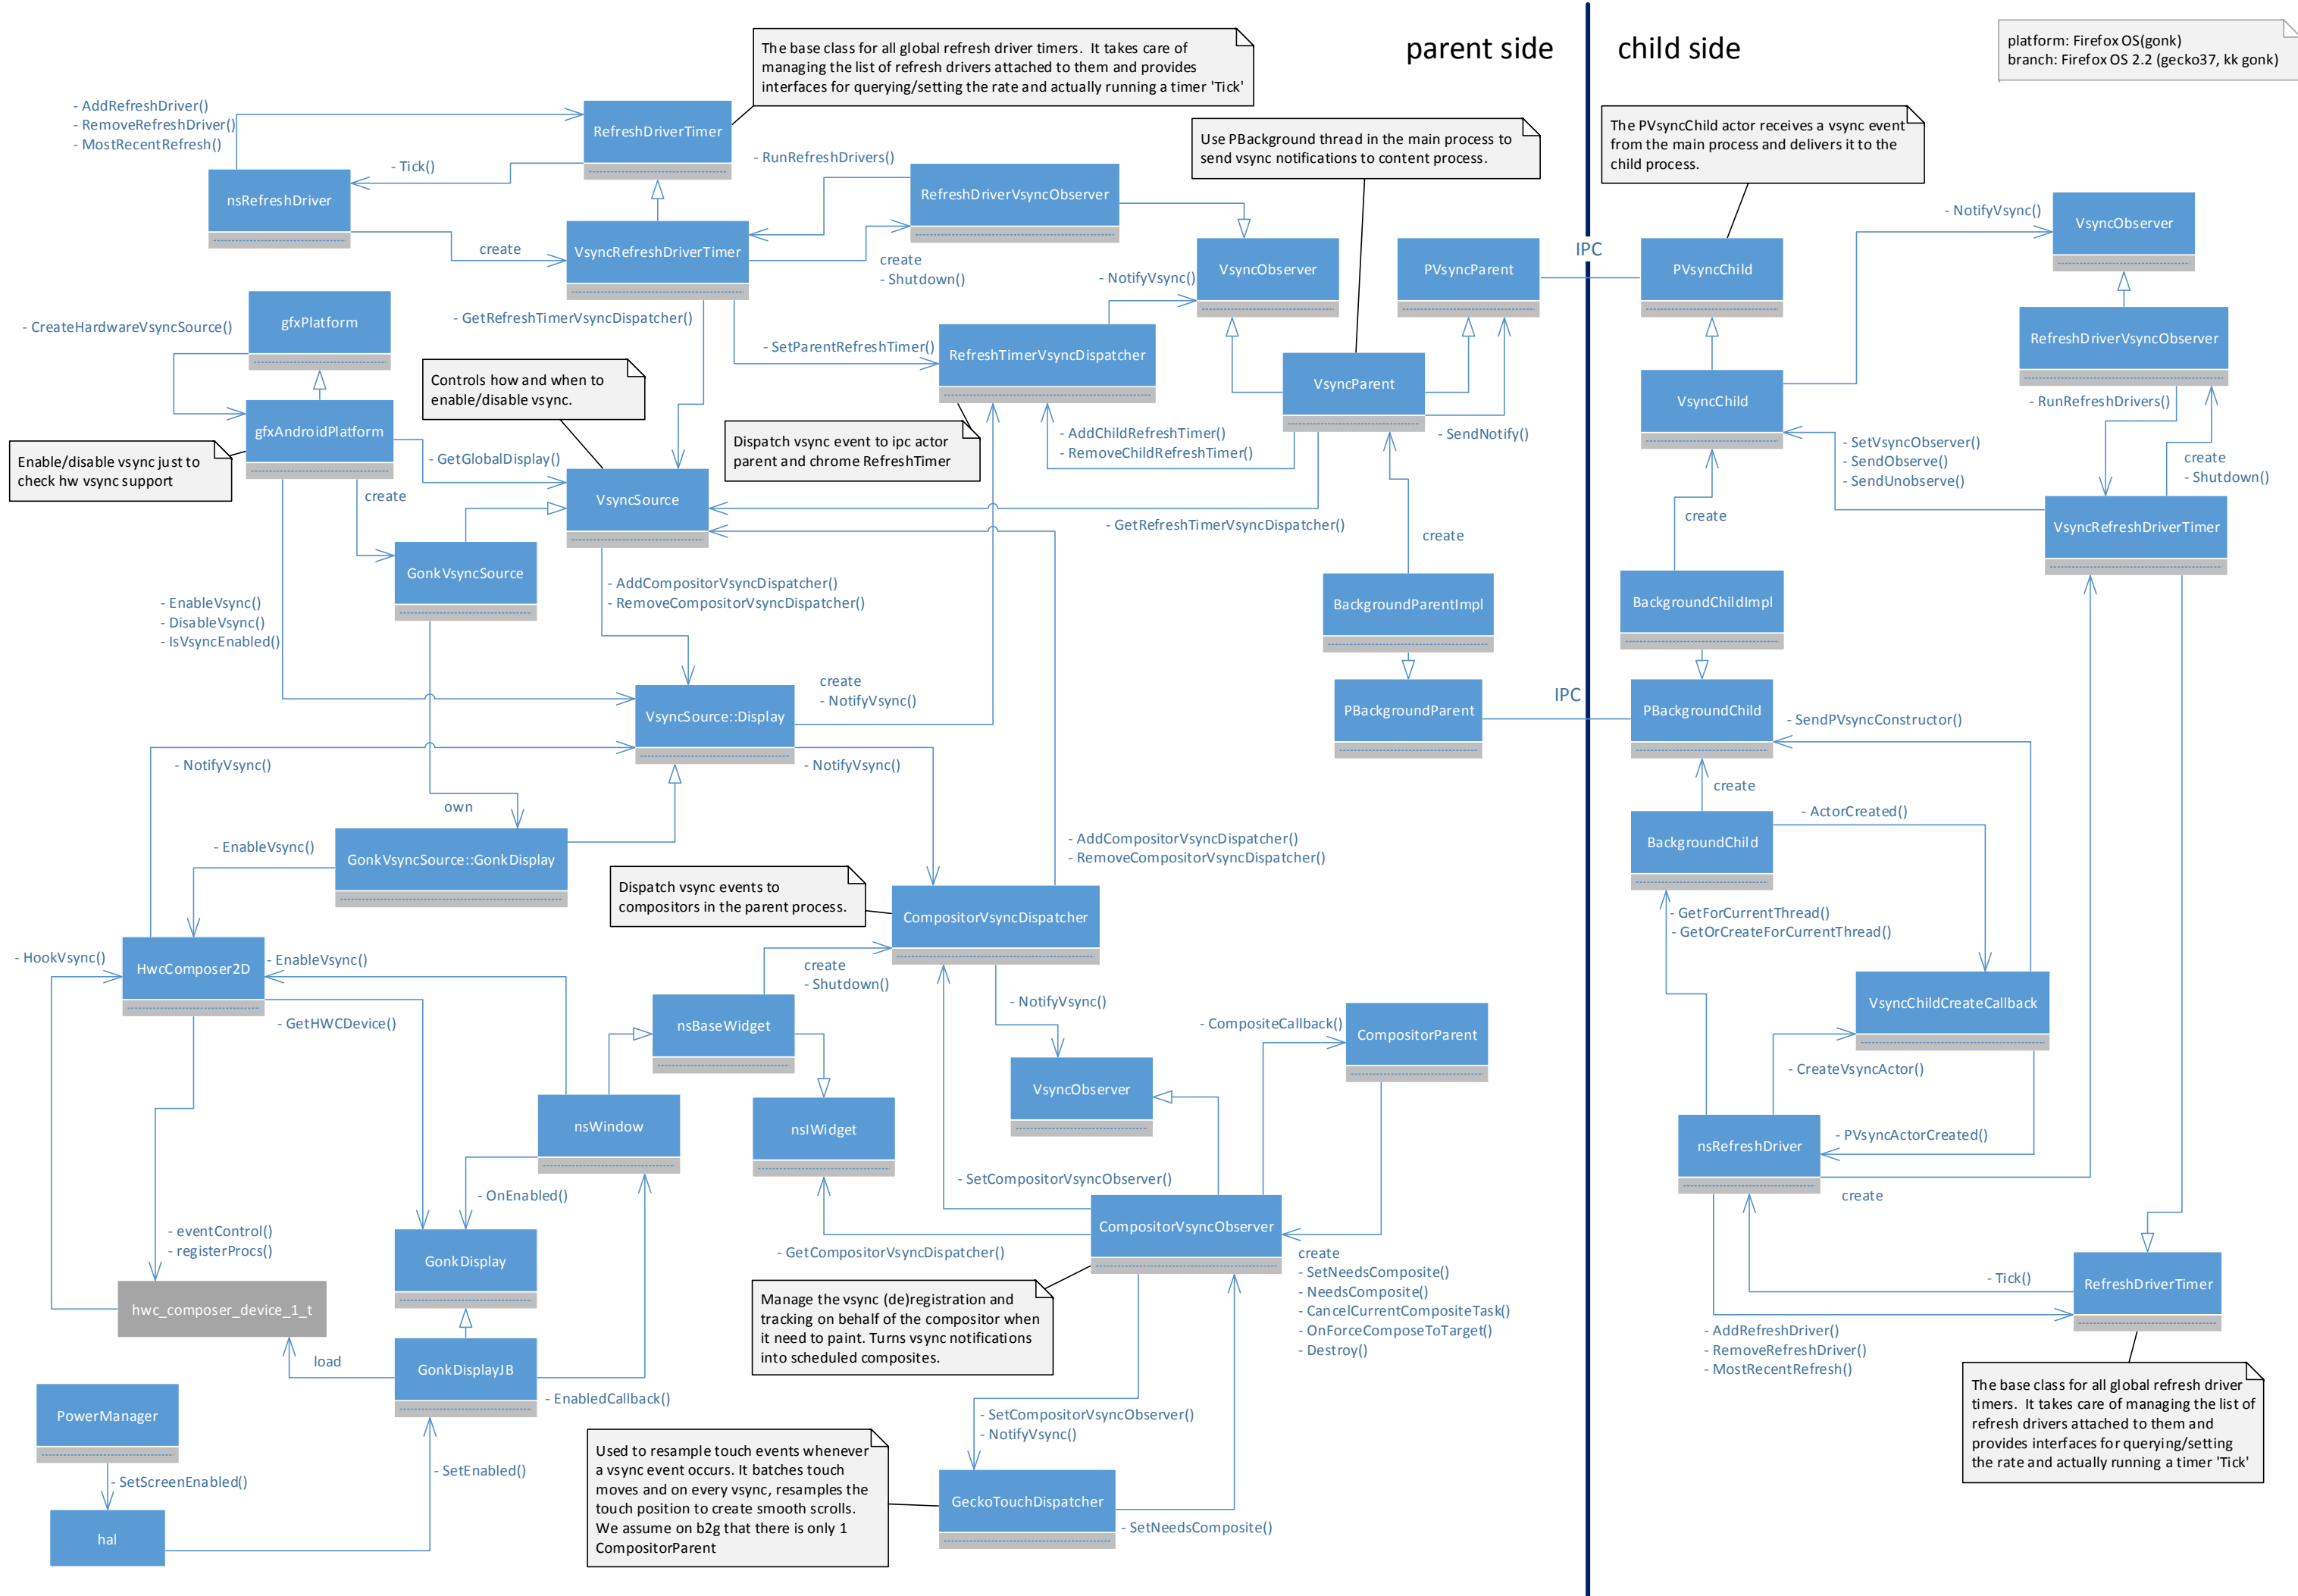 parent side
child side
platform: Firefox OS(gonk)
branch: Firefox OS 2.2 (gecko37, kk gonk)
The base class for all global refresh driver timers.  It takes care of
managing the list of refresh drivers attached to them and provides
interfaces for querying/setting the rate and actually running a timer 'Tick'
- AddRefreshDriver()
- RemoveRefreshDriver()
- MostRecentRefresh()
RefreshDriverTimer
- Tick()
nsRefreshDriver
create
VsyncRefreshDriverTimer
- RunRefreshDrivers()
RefreshDriverVsyncObserver
create
- Shutdown()
Use PBackground thread in the main process to
send vsync notifications to content process.
VsyncObserver
- NotifyVsync()
PVsyncParent
IPC
gfxPlatform
- CreateHardwareVsyncSource()
- GetRefreshTimerVsyncDispatcher()
- SetParentRefreshTimer()
RefreshTimerVsyncDispatcher
VsyncParent
Controls how and when to
enable/disable vsync.
gfxAndroidPlatform
Enable/disable vsync just to
check hw vsync support
- GetGlobalDisplay()
create
Dispatch vsync event to ipc actor
parent and chrome RefreshTimer
- AddChildRefreshTimer()
- RemoveChildRefreshTimer()
- SendNotify()
VsyncSource
- GetRefreshTimerVsyncDispatcher()
create
GonkVsyncSource
- AddCompositorVsyncDispatcher()
- RemoveCompositorVsyncDispatcher()
- EnableVsync()
- DisableVsync()
- IsVsyncEnabled()
BackgroundParentImpl
PBackgroundParent
IPC
VsyncSource::Display
create
- NotifyVsync()
- NotifyVsync()
- NotifyVsync()
own
- EnableVsync()
GonkVsyncSource::GonkDisplay
- AddCompositorVsyncDispatcher()
- RemoveCompositorVsyncDispatcher()
Dispatch vsync events to
compositors in the parent process.
CompositorVsyncDispatcher
- HookVsync()
HwcComposer2D
- EnableVsync()
create
- Shutdown()
- GetHWCDevice()
nsBaseWidget
- NotifyVsync()
- CompositeCallback()
CompositorParent
VsyncObserver
nsWindow
nsIWidget
- OnEnabled()
- SetCompositorVsyncObserver()
CompositorVsyncObserver
- eventControl()
- registerProcs()
GonkDisplay
- GetCompositorVsyncDispatcher()
create
- SetNeedsComposite()
- NeedsComposite()
- CancelCurrentCompositeTask()
- OnForceComposeToTarget()
- Destroy()
hwc_composer_device_1_t
Manage the vsync (de)registration and
tracking on behalf of the compositor when
it need to paint. Turns vsync notifications
into scheduled composites.
load
GonkDisplayJB
- EnabledCallback()
PowerManager
- SetScreenEnabled()
- SetEnabled()
hal
- SetCompositorVsyncObserver()
- NotifyVsync()
Used to resample touch events whenever
a vsync event occurs. It batches touch
moves and on every vsync, resamples the
touch position to create smooth scrolls.
We assume on b2g that there is only 1
CompositorParent
GeckoTouchDispatcher
- SetNeedsComposite()
The PVsyncChild actor receives a vsync event
from the main process and delivers it to the
child process.
- NotifyVsync()
VsyncObserver
PVsyncChild
RefreshDriverVsyncObserver
VsyncChild
- RunRefreshDrivers()
- SetVsyncObserver()
- SendObserve()
- SendUnobserve()
create
- Shutdown()
create
VsyncRefreshDriverTimer
BackgroundChildImpl
PBackgroundChild
- SendPVsyncConstructor()
create
BackgroundChild
- ActorCreated()
- GetForCurrentThread()
- GetOrCreateForCurrentThread()
VsyncChildCreateCallback
- CreateVsyncActor()
nsRefreshDriver
- PVsyncActorCreated()
create
- Tick()
RefreshDriverTimer
- AddRefreshDriver()
- RemoveRefreshDriver()
- MostRecentRefresh()
The base class for all global refresh driver
timers.  It takes care of managing the list of
refresh drivers attached to them and
provides interfaces for querying/setting
the rate and actually running a timer 'Tick'